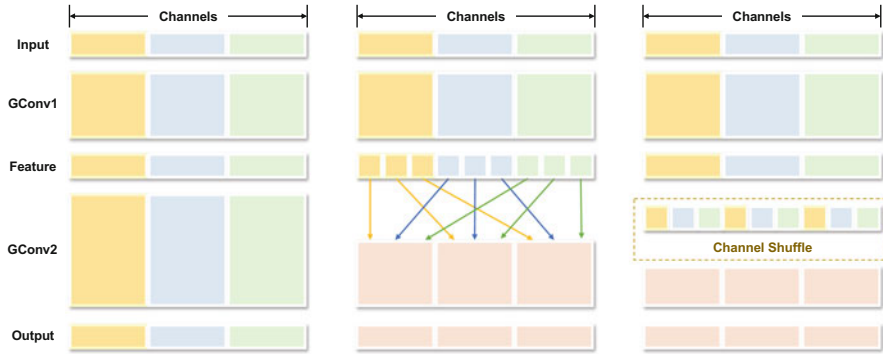 Channels Channels Channels
Input
GConv1
Feature
GConv2
Channel Shuffle
Output